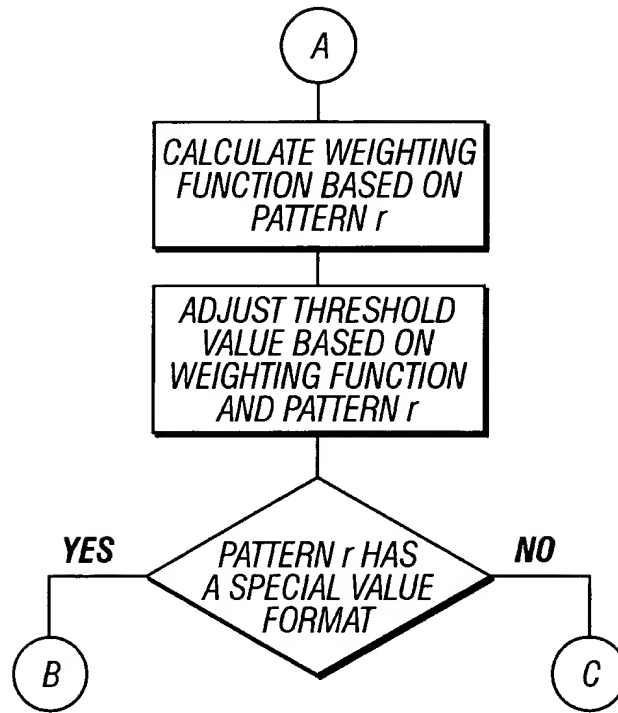 A
CALCULATE WEIGHTING
FUNCTION BASED ON
PATTERN r
ADJUST THRESHOLD
VALUE BASED ON
WEIGHTING FUNCTION
AND PATTERN r
YES
PATTERN r HAS
A SPECIAL VALUE
FORMAT
NO
B
C